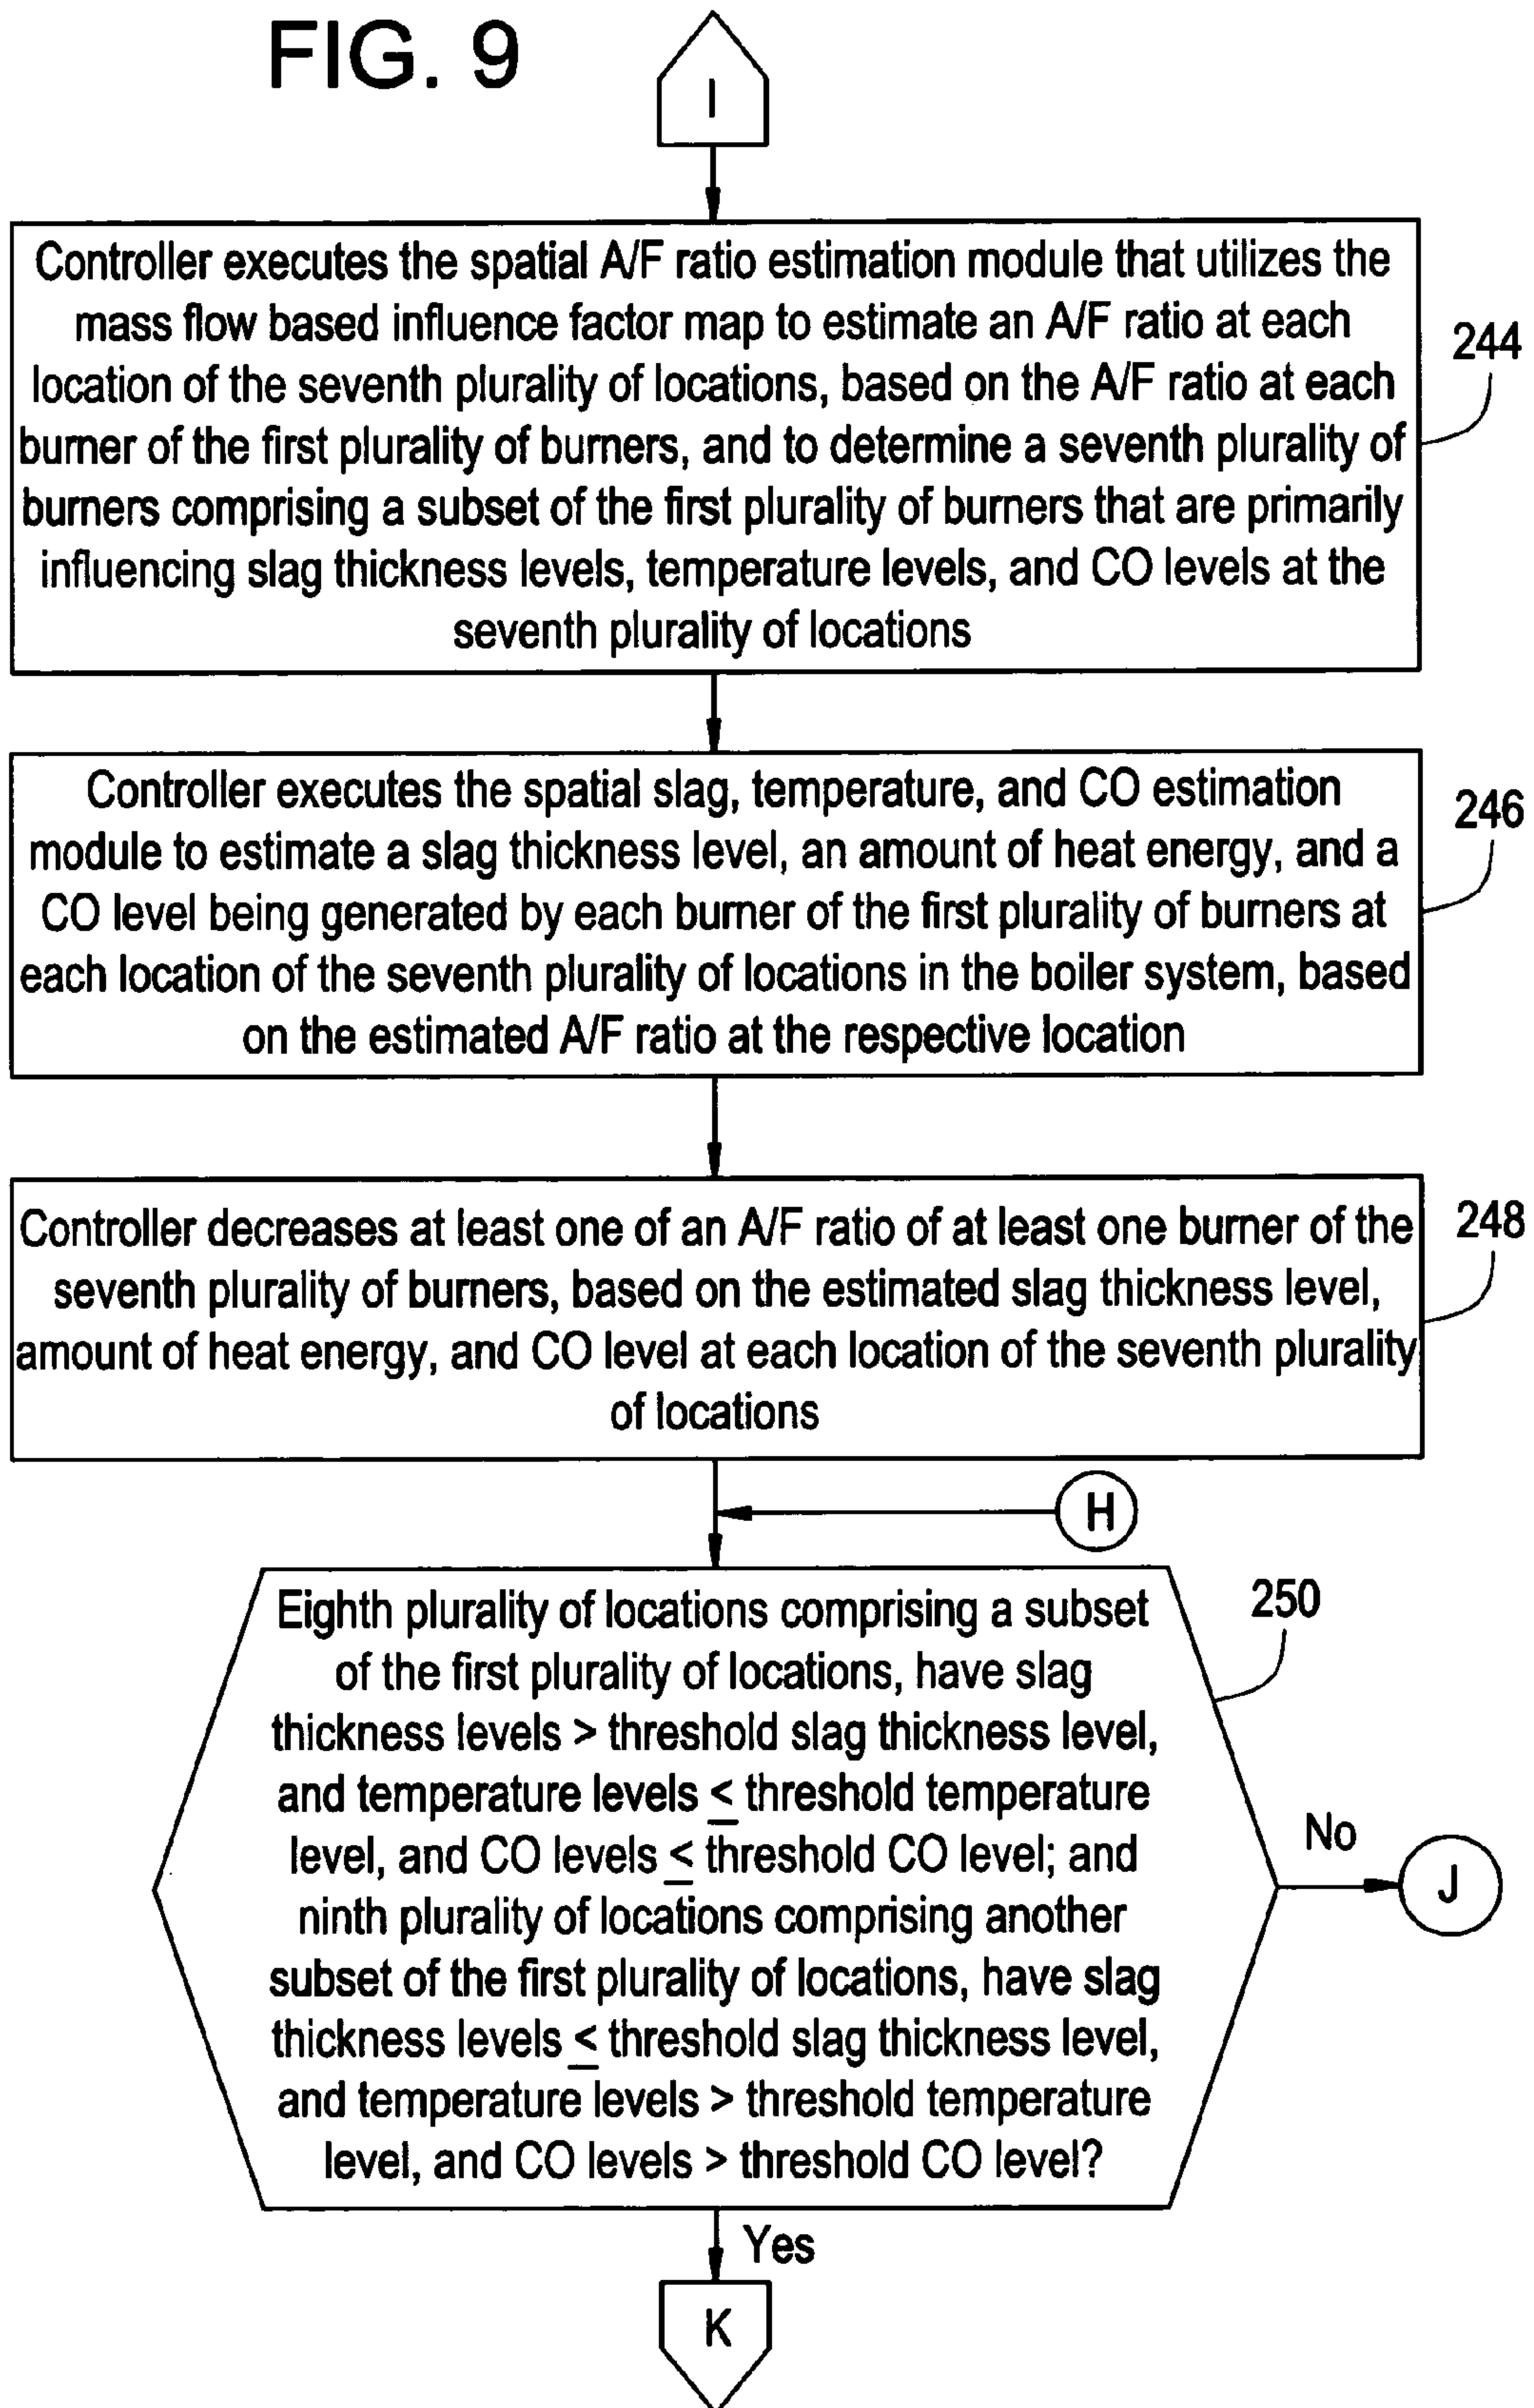 FIG. 9
I
Controller executes the spatial A/F ratio estimation module that utilizes the
mass flow based influence factor map to estimate an A/F ratio at each
location of the seventh plurality of locations, based on the A/F ratio at each
burner of the first plurality of burners, and to determine a seventh plurality of
burners comprising a subset of the first plurality of burners that are primarily
influencing slag thickness levels, temperature levels, and CO levels at the
seventh plurality of locations
244
Controller executes the spatial slag, temperature, and CO estimation
module to estimate a slag thickness level, an amount of heat energy, and a
CO level being generated by each burner of the first plurality of burners at
each location of the seventh plurality of locations in the boiler system, based
on the estimated A/F ratio at the respective location
246
Controller decreases at least one of an A/F ratio of at least one burner of the
seventh plurality of burners, based on the estimated slag thickness level,
amount of heat energy, and CO level at each location of the seventh plurality
of locations
248
H
Eighth plurality of locations comprising a subset
of the first plurality of locations, have slag
thickness levels > threshold slag thickness level,
and temperature levels ≤ threshold temperature
level, and CO levels ≤ threshold CO level; and
ninth plurality of locations comprising another
subset of the first plurality of locations, have slag
thickness levels ≤ threshold slag thickness level,
and temperature levels > threshold temperature
level, and CO levels > threshold CO level?
250
No
J
Yes
K